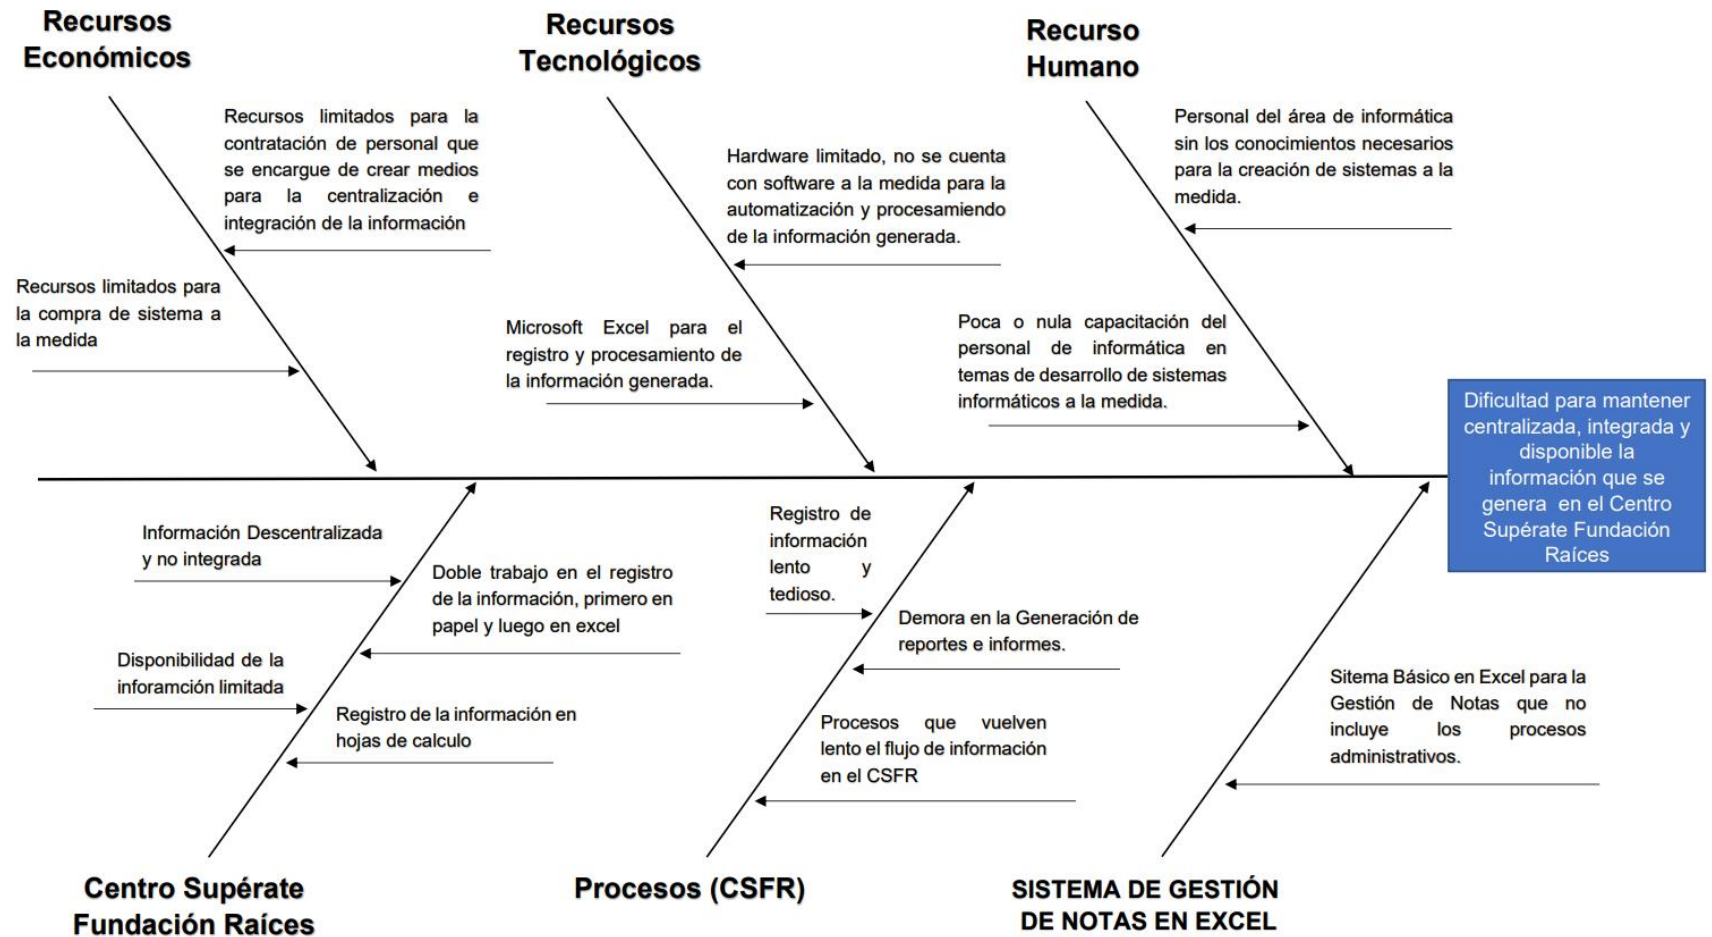 Recursos
Económicos
Recursos
Tecnológicos
Recurso
Humano
Recursos limitados para la
contratación de personal que
se encargue de crear medios
para la centralización e
integración de la información
Recursos limitados para
la compra de sistema a
la medida
Hardware limitado, no se cuenta
con software a la medida para la
automatización y procesamiendo
de la información generada.
Microsoft Excel para el
registro y procesamiento de
la información generada.
Personal del área de informática
sin los conocimientos necesarios
para la creación de sistemas a la
medida.
Poca o nula capacitación del
personal de informática en
temas de desarrollo de sistemas
informáticos a la medida.
Dificultad para mantener
centralizada, integrada y
disponible la
información que se
genera en el Centro
Supérate Fundación
Raíces
Información Descentralizada
y no integrada
Doble trabajo en el registro
de la información, primero en
papel y luego en excel
Disponibilidad de la
inforamción limitada
Registro de la información en
hojas de calculo
Registro de
información
lento y
tedioso.
Demora en la Generación de
reportes e informes.
Procesos que vuelven
lento el flujo de información
en el CSFR
Sitema Básico en Excel para la
Gestión de Notas que no
incluye los procesos
administrativos.
Centro Supérate
Fundación Raíces
Procesos (CSFR)
SISTEMA DE GESTIÓN
DE NOTAS EN EXCEL